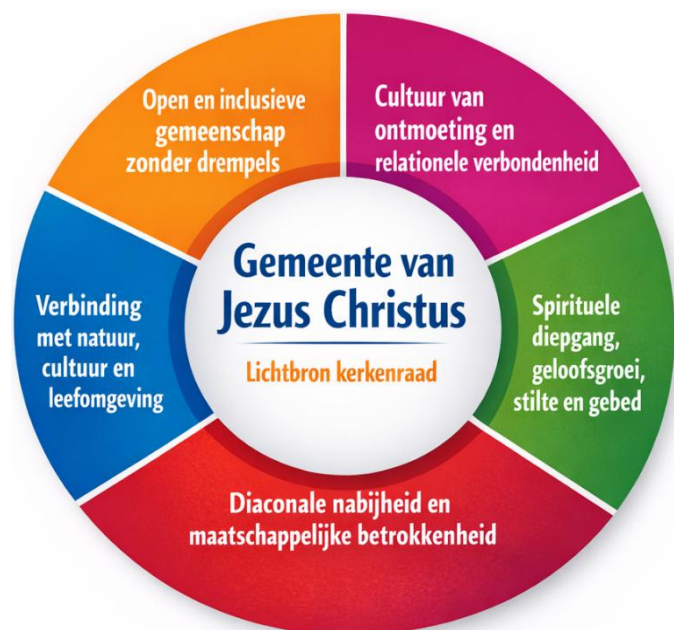 Open en inclusieve
gemeenschap
zonder drempels
Cultuur van
ontmoeting en
relationele verbondenheid
Gemeente van
Jezus Christus
Lichtbron kerkenraad
Verbinding
met natuur,
cultuur en
leefomgeving
Spirituele
diepgang,
geloofsgroei,
stilte en gebed
Diaconale nabijheid en
maatschappelijke betrokkenheid